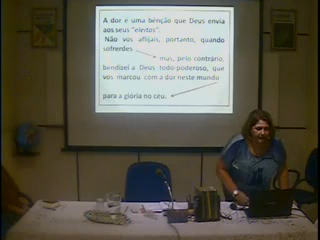 A dor é uma bênção que Deus envia
aos seus "eleitos".
Não vos aflijais, portanto, quando
sofrerdes
mas, pelo contrário,
bendizei a Deus todo-poderoso, que
vos marcou com a dor neste mundo
para a glória no céu.